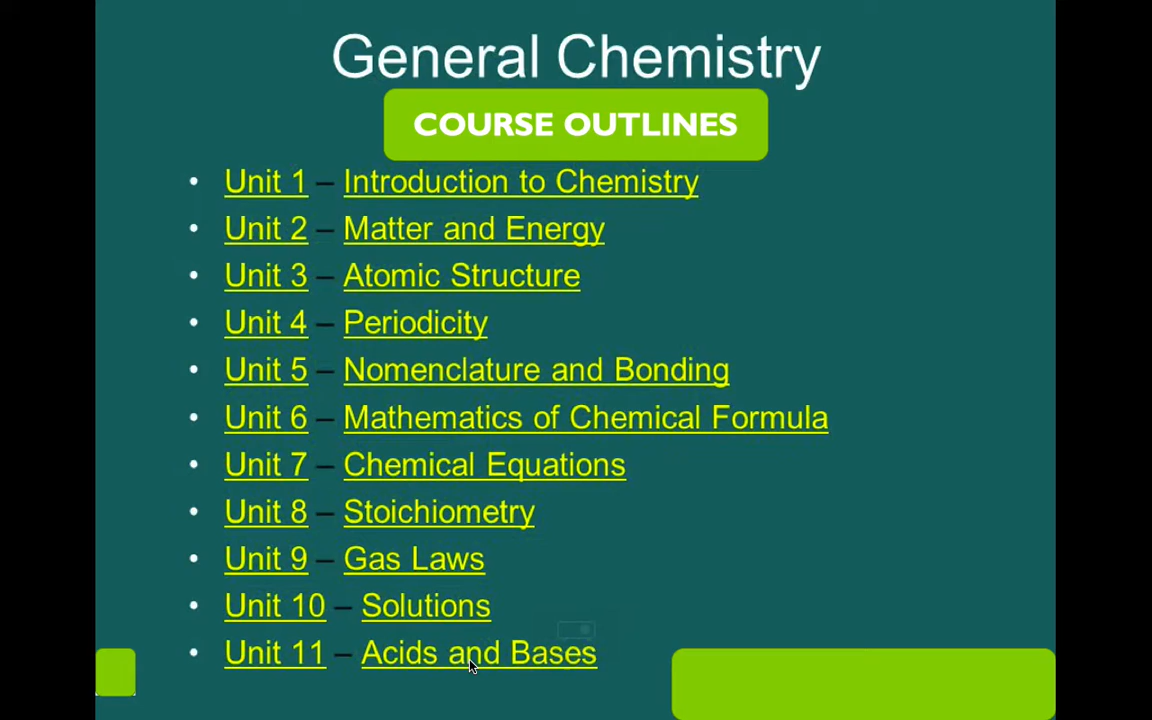 General Chemistry
COURSE OUTLINES
• Unit 1 – Introduction to Chemistry
• Unit 2 – Matter and Energy
• Unit 3 – Atomic Structure
• Unit 4 – Periodicity
• Unit 5 – Nomenclature and Bonding
• Unit 6 – Mathematics of Chemical Formula
• Unit 7 – Chemical Equations
• Unit 8 – Stoichiometry
• Unit 9 – Gas Laws
• Unit 10 – Solutions
• Unit 11 – Acids and Bases